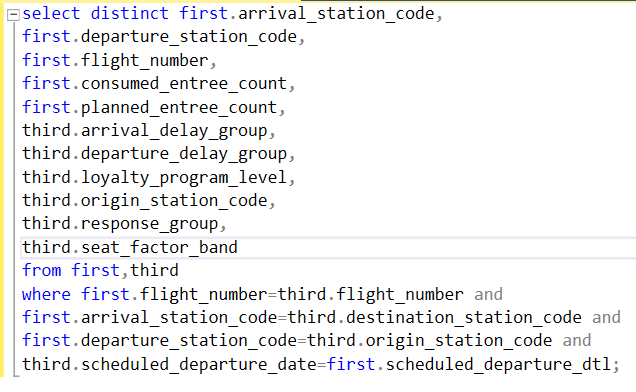 select distinct first.arrival_station_code,
first.departure_station_code,
first.flight_number,
first.consumed_entree_count,
first.planned_entree_count,
third.arrival_delay_group,
third.departure_delay_group,
third.loyalty_program_level,
third.origin_station_code,
third.response_group,
third.seat_factor_band
from first,third
where first.flight_number=third.flight_number and
first.arrival_station_code=third.destination_station_code and
first.departure_station_code=third.origin_station_code and
third.scheduled_departure_date=first.scheduled_departure_dtl;